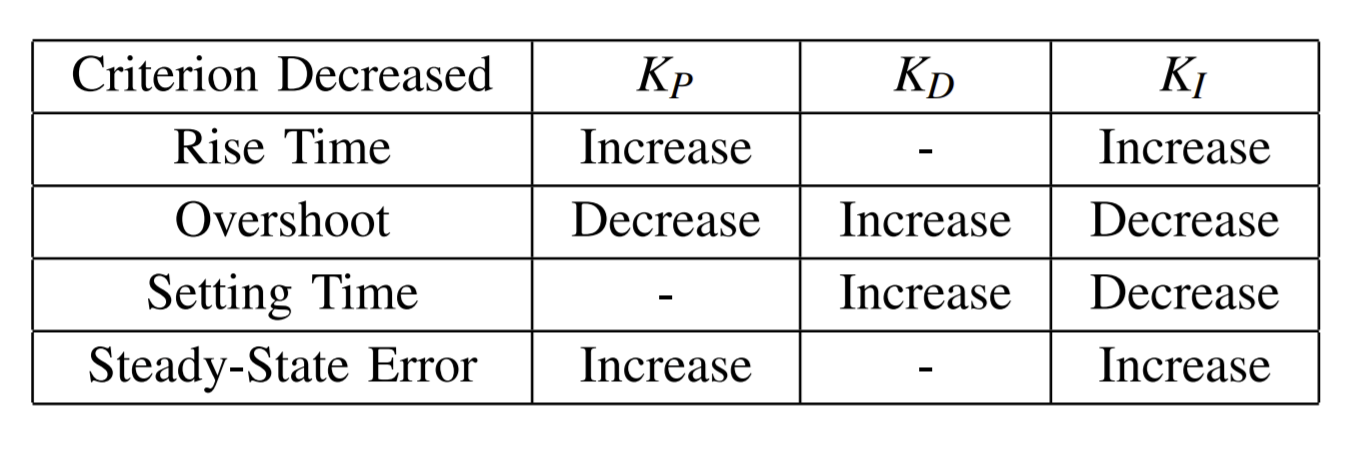 Criterion Decreased K_P K_D K_I
Rise Time Increase - Increase
Overshoot Decrease Increase Decrease
Setting Time - Increase Decrease
Steady-State Error Increase - Increase